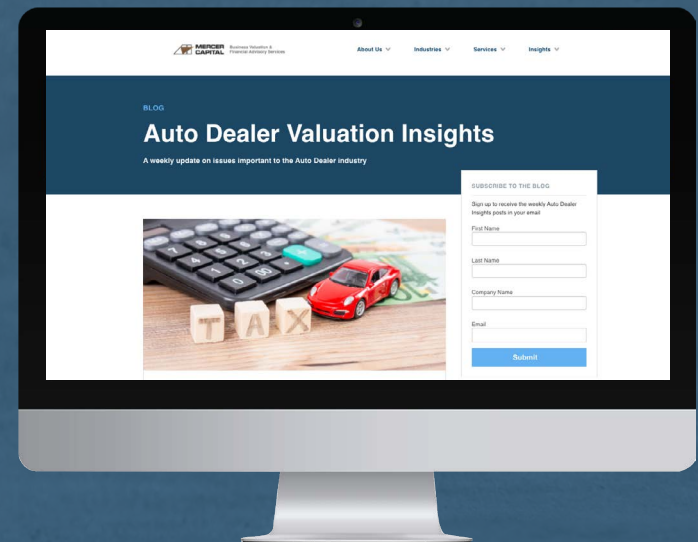 MERCER
CAPITAL
Business Valuation &
Financial Advisory Services
About Us
Industries
Services
Insights
BLOG
Auto Dealer Valuation Insights
A weekly update on issues important to the Auto Dealer industry
SUBSCRIBE TO THE BLOG
Sign up to receive the weekly Auto Dealer
Insights posts in your email
First Name
Last Name
Company Name
Email
Submit
TAX